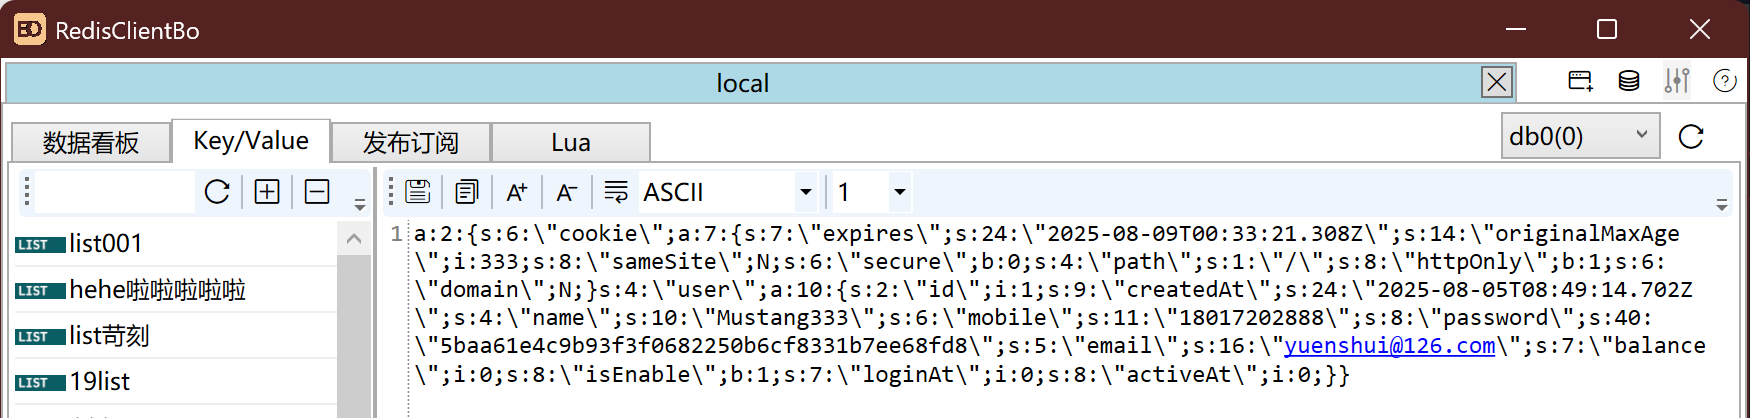 RedisClientBo
local
数据看板 Key/Value 发布订阅 Lua db0(0)
ASCII 1
LIST list001
LIST hehe啦啦啦啦啦
LIST list苛刻
LIST 19list
1 a:2:{s:6:\"cookie\";a:7:{s:7:\"expires\";s:24:\"2025-08-09T00:33:21.308Z\";s:14:\"originalMaxAge
\";i:333;s:8:\"sameSite\";N;s:6:\"secure\";b:0;s:4:\"path\";s:1:\"/\";s:8:\"httpOnly\";b:1;s:6:
\"domain\";N;}s:4:\"user\";a:10:{s:2:\"id\";i:1;s:9:\"createdAt\";s:24:\"2025-08-05T08:49:14.702Z
\";s:4:\"name\";s:10:\"Mustang333\";s:6:\"mobile\";s:11:\"18017202888\";s:8:\"password\";s:40:
\"5baa61e4c9b93f3f0682250b6cf8331b7ee68fd8\";s:5:\"email\";s:16:\"yuenshui@126.com\";s:7:\"balance
\";i:0;s:8:\"isEnable\";b:1;s:7:\"loginAt\";i:0;s:8:\"activeAt\";i:0;}}